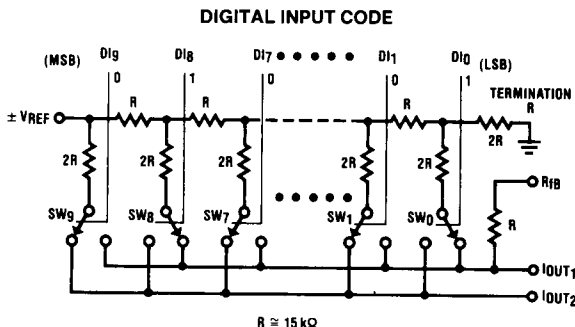 DIGITAL INPUT CODE
(MSB) DI9 DI8 DI7 DI1 DI0 (LSB)
0 1 0 0 1
TERMINATION
R R R R
± VREF
2R
2R 2R 2R 2R 2R
RfB
SW9 SW8 SW7 SW1 SW0 R
IOUT1
IOUT2
R ≅ 15 kΩ